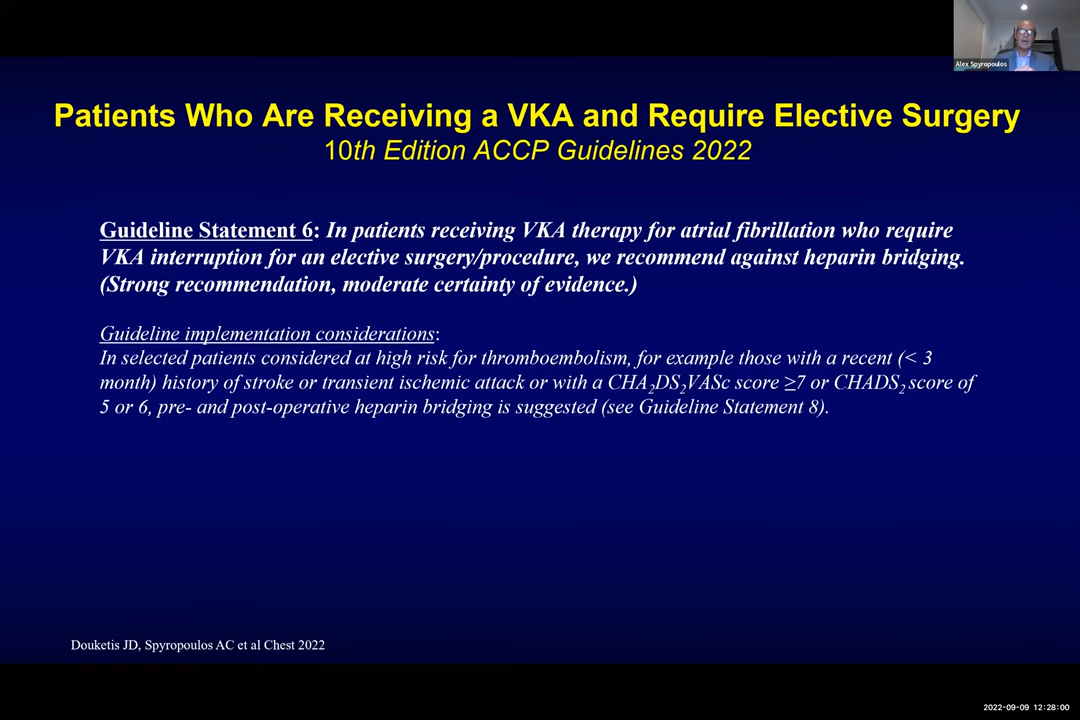 Alex Spyropoulos
Patients Who Are Receiving a VKA and Require Elective Surgery
10th Edition ACCP Guidelines 2022
Guideline Statement 6: In patients receiving VKA therapy for atrial fibrillation who require
VKA interruption for an elective surgery/procedure, we recommend against heparin bridging.
(Strong recommendation, moderate certainty of evidence.)
Guideline implementation considerations:
In selected patients considered at high risk for thromboembolism, for example those with a recent (< 3
month) history of stroke or transient ischemic attack or with a CHA2DS2VASc score ≥7 or CHADS2 score of
5 or 6, pre- and post-operative heparin bridging is suggested (see Guideline Statement 8).
Douketis JD, Spyropoulos AC et al Chest 2022
2022-09-09 12:28:00